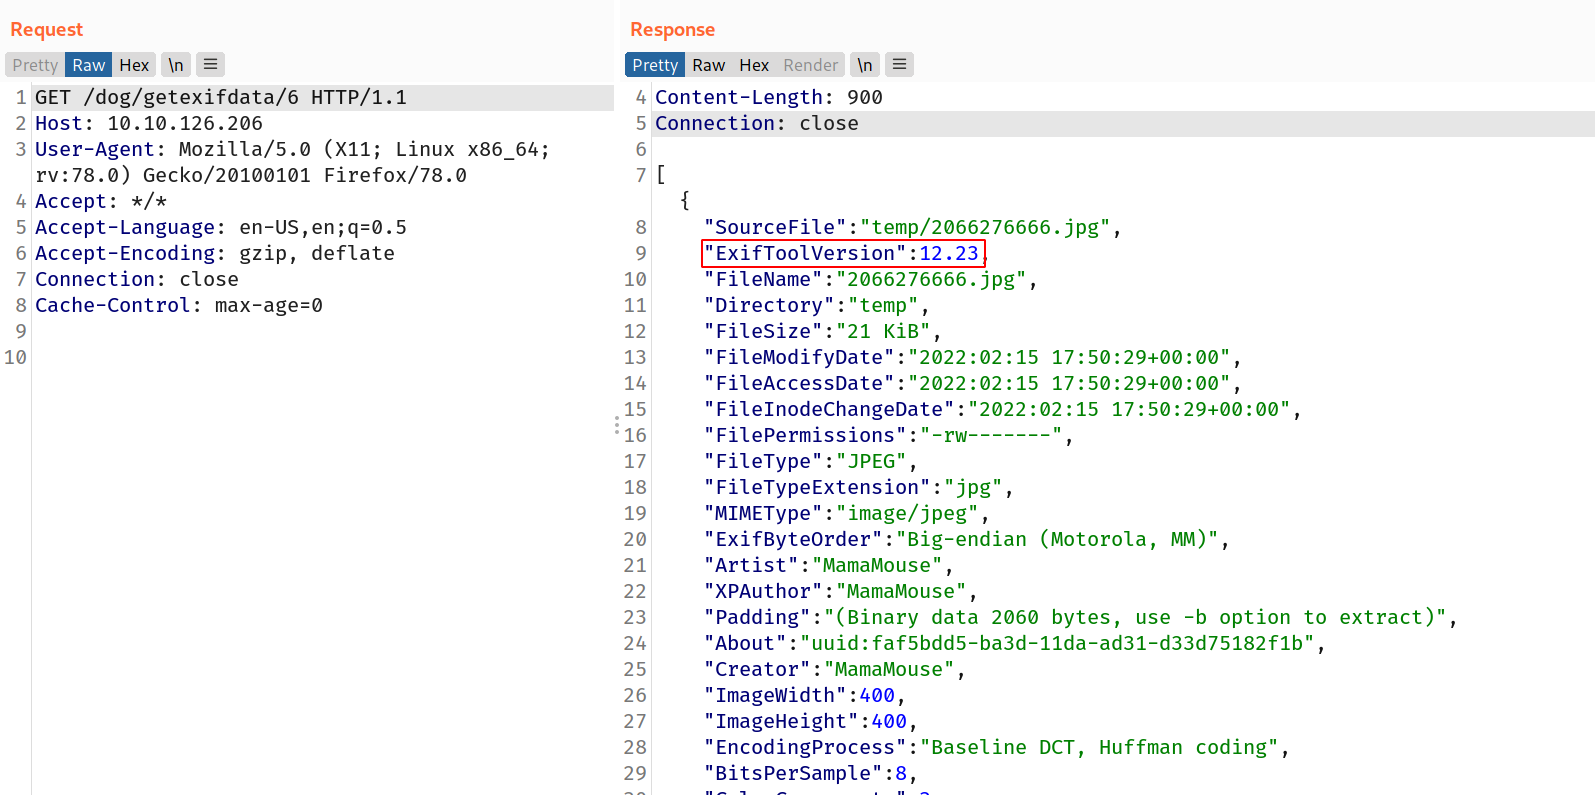 Request
Pretty Raw Hex \n ≡
1 GET /dog/getexifdata/6 HTTP/1.1
2 Host: 10.10.126.206
3 User-Agent: Mozilla/5.0 (X11; Linux x86_64;
rv:78.0) Gecko/20100101 Firefox/78.0
4 Accept: */*
5 Accept-Language: en-US,en;q=0.5
6 Accept-Encoding: gzip, deflate
7 Connection: close
8 Cache-Control: max-age=0
9
10
Response
Pretty Raw Hex Render \n ≡
4 Content-Length: 900
5 Connection: close
6
7 [
{
8 "SourceFile":"temp/2066276666.jpg",
9 "ExifToolVersion":12.23,
10 "FileName":"2066276666.jpg",
11 "Directory":"temp",
12 "FileSize":"21 KiB",
13 "FileModifyDate":"2022:02:15 17:50:29+00:00",
14 "FileAccessDate":"2022:02:15 17:50:29+00:00",
15 "FileInodeChangeDate":"2022:02:15 17:50:29+00:00",
16 "FilePermissions":"-rw-------",
17 "FileType":"JPEG",
18 "FileTypeExtension":"jpg",
19 "MIMEType":"image/jpeg",
20 "ExifByteOrder":"Big-endian (Motorola, MM)",
21 "Artist":"MamaMouse",
22 "XPAuthor":"MamaMouse",
23 "Padding":"(Binary data 2060 bytes, use -b option to extract)",
24 "About":"uuid:faf5bdd5-ba3d-11da-ad31-d33d75182f1b",
25 "Creator":"MamaMouse",
26 "ImageWidth":400,
27 "ImageHeight":400,
28 "EncodingProcess":"Baseline DCT, Huffman coding",
29 "BitsPerSample":8,